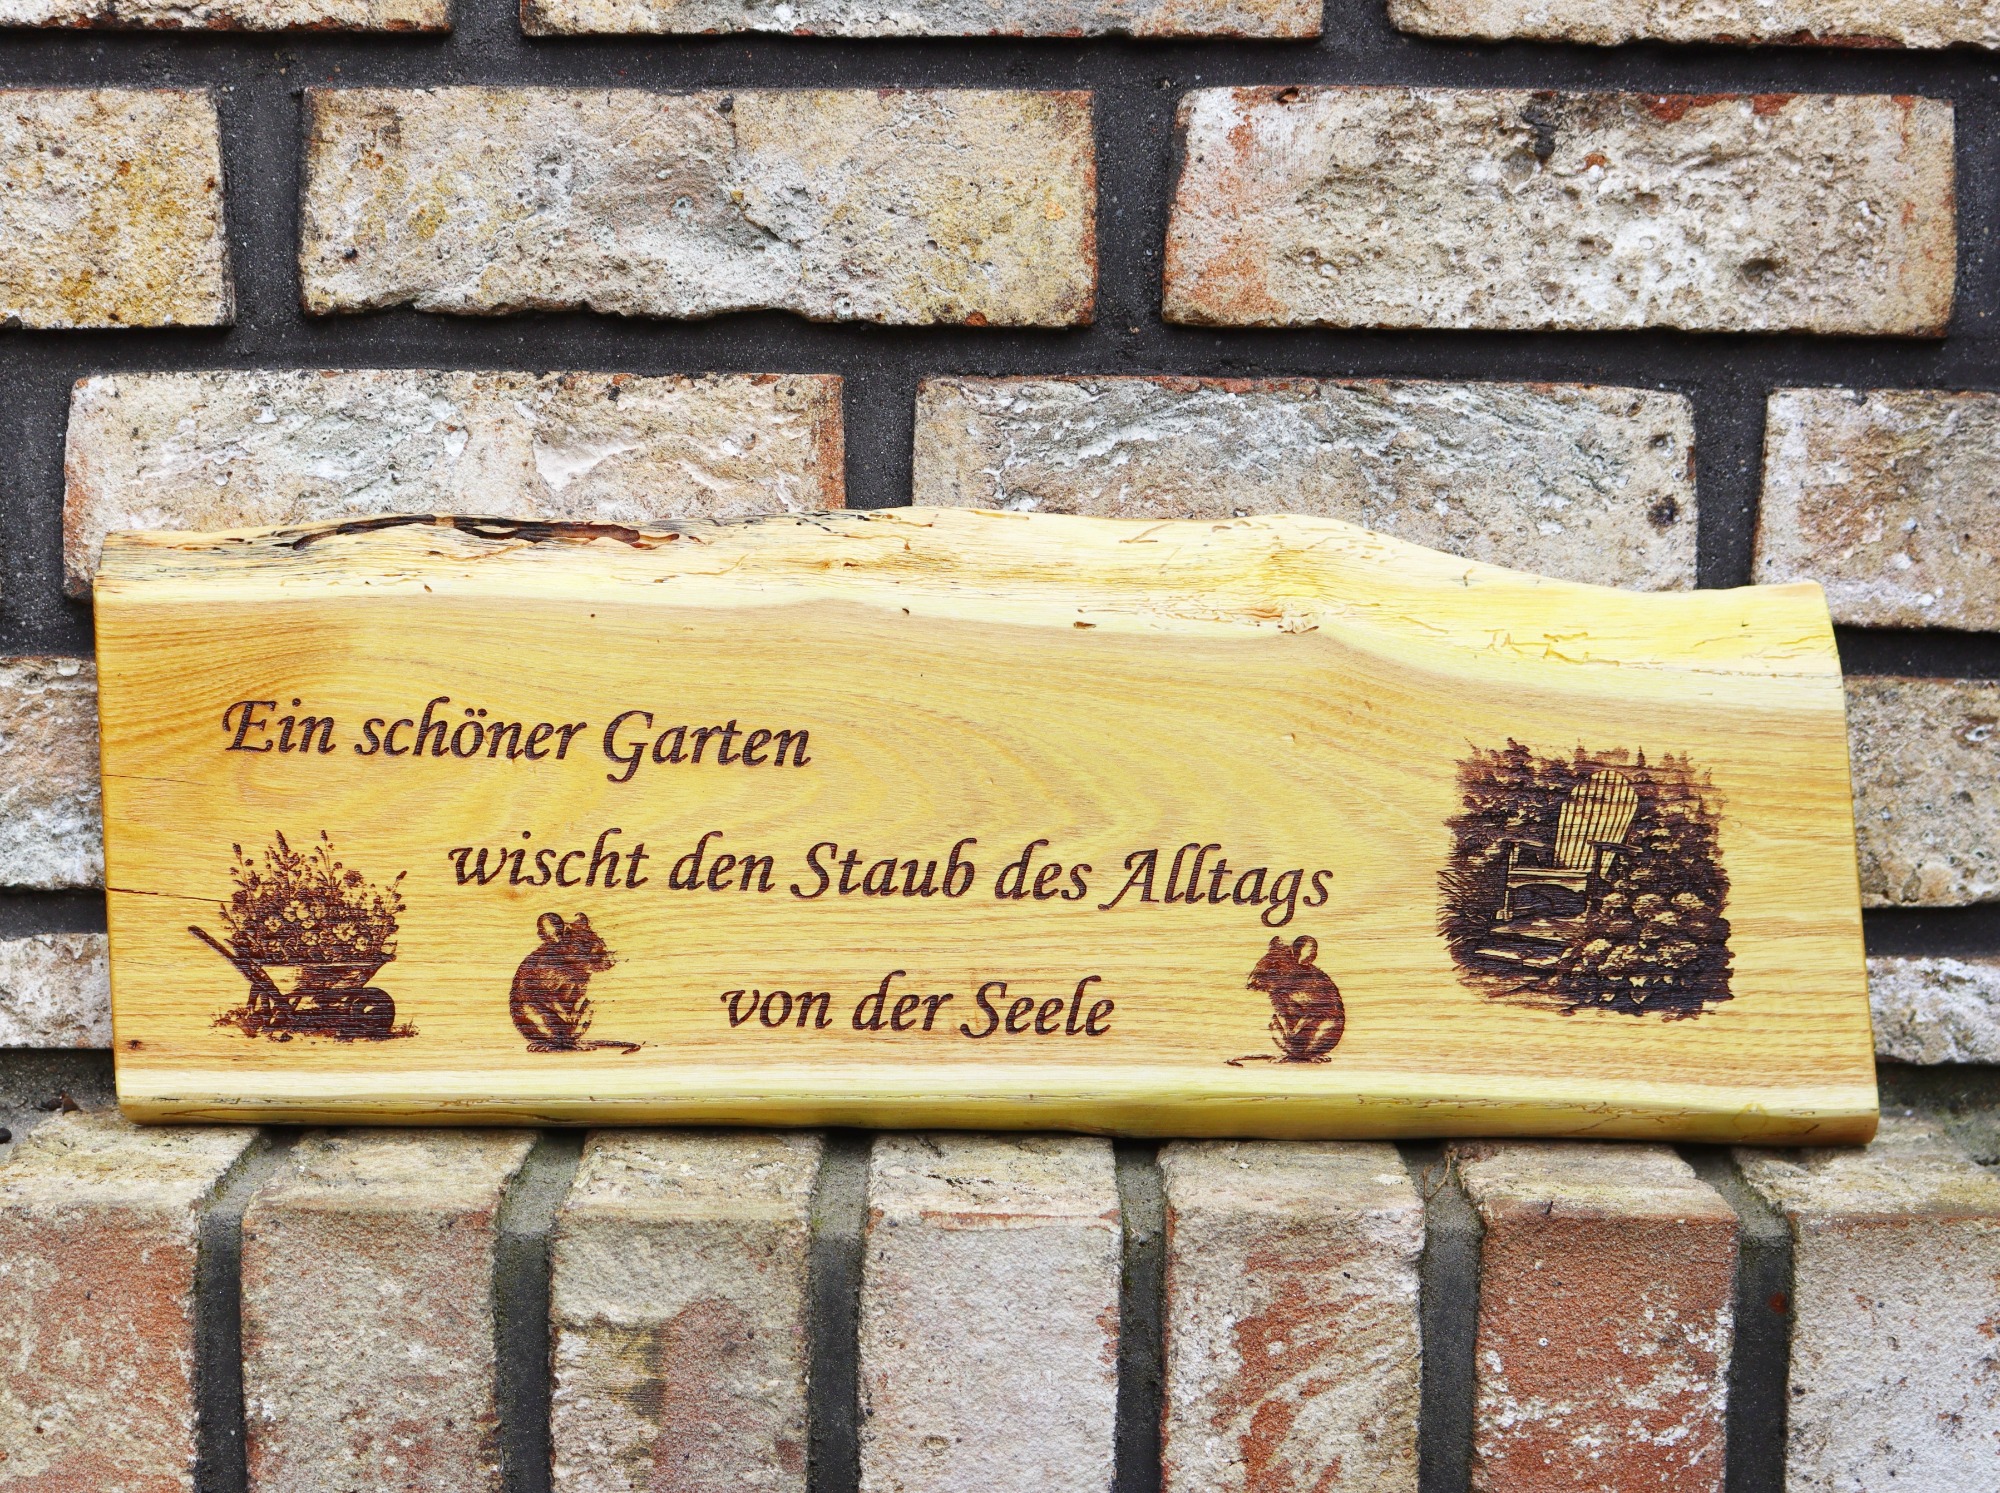 Ein schöner Garten
wischt den Staub des Alltags
von der Seele